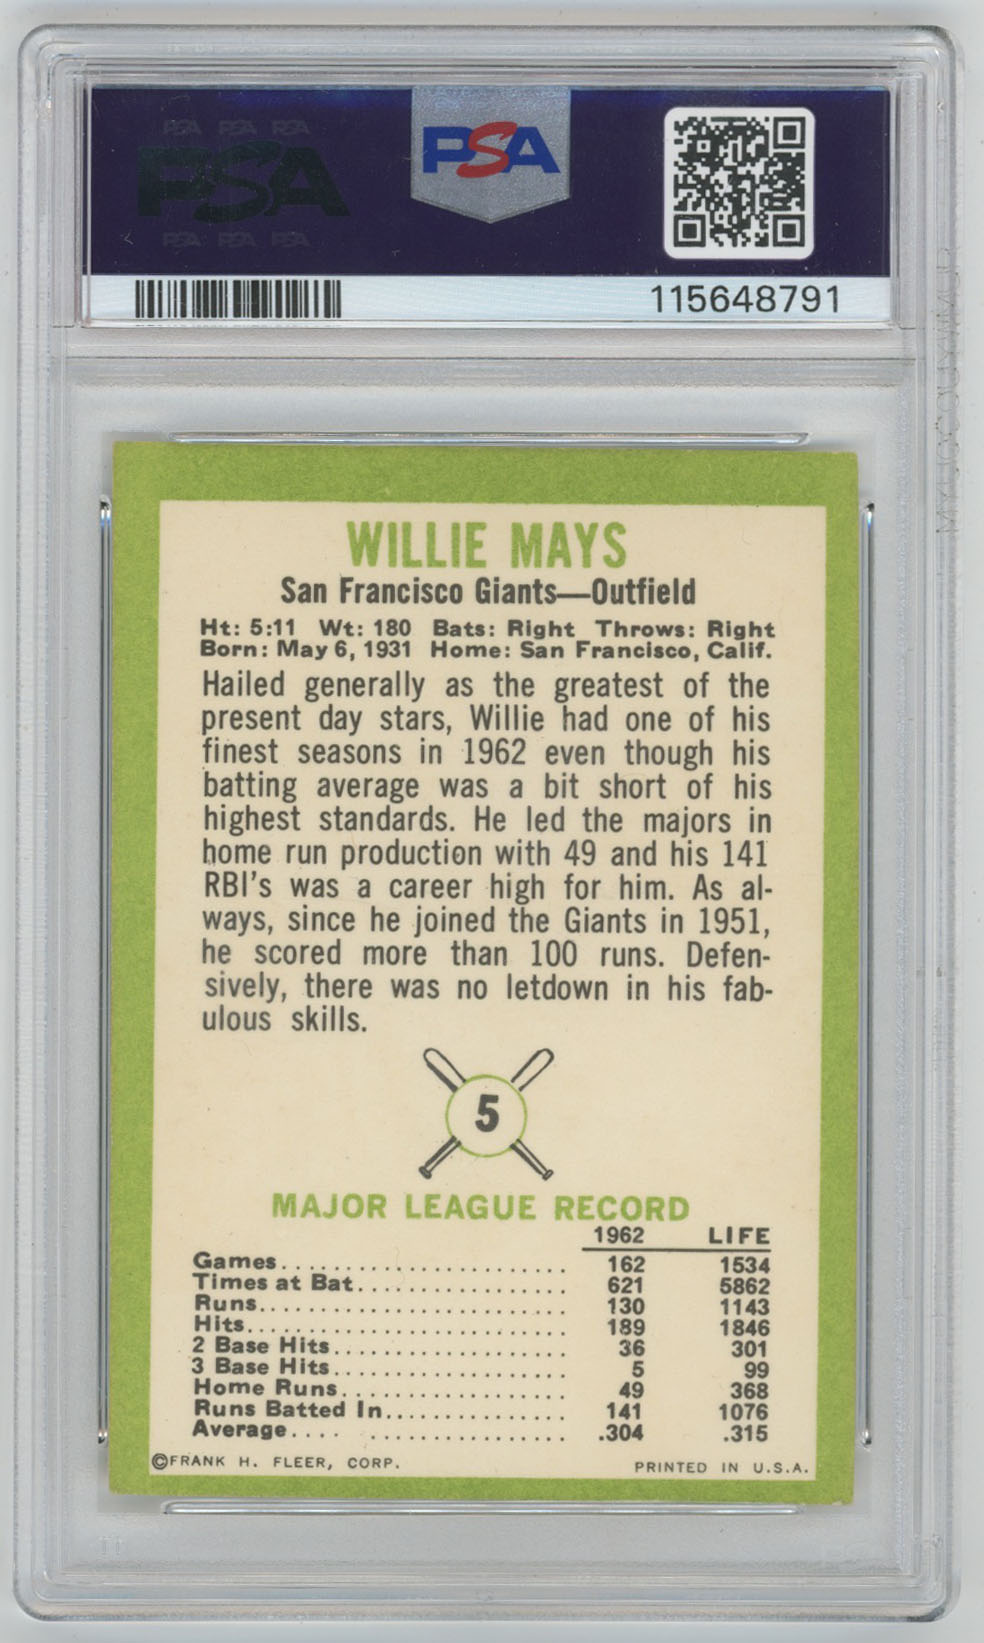 PSA PSA PSA
PSA
PSA PSA PSA
PSA
115648791
WILLIE MAYS
San Francisco Giants—Outfield
Ht: 5:11 Wt: 180 Bats: Right Throws: Right
Born: May 6, 1931 Home: San Francisco, Calif.
Hailed generally as the greatest of the
present day stars, Willie had one of his
finest seasons in 1962 even though his
batting average was a bit short of his
highest standards. He led the majors in
home run production with 49 and his 141
RBI's was a career high for him. As al-
ways, since he joined the Giants in 1951,
he scored more than 100 runs. Defen-
sively, there was no letdown in his fab-
ulous skills.
5
MAJOR LEAGUE RECORD
1962 LIFE
Games 162 1534
Times at Bat 621 5862
Runs 130 1143
Hits 189 1846
2 Base Hits 36 301
3 Base Hits 5 99
Home Runs 49 368
Runs Batted In 141 1076
Average .304 .315
©FRANK H. FLEER, CORP. PRINTED IN U.S.A.